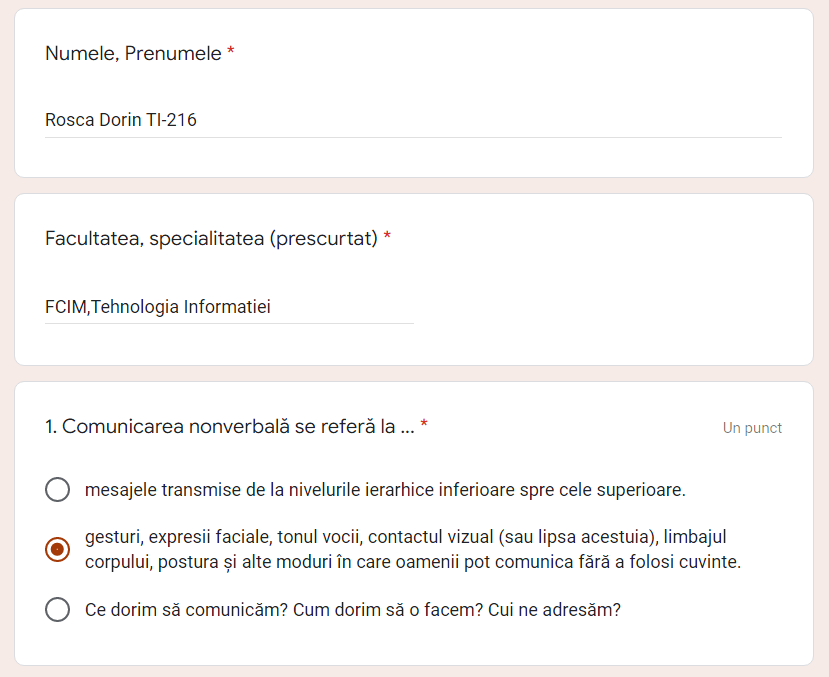 Numele, Prenumele *
Rosca Dorin TI-216
Facultatea, specialitatea (prescurtat) *
FCIM,Tehnologia Informatiei
1. Comunicarea nonverbală se referă la ... *
Un punct
mesajele transmise de la nivelurile ierarhice inferioare spre cele superioare.
gesturi, expresii faciale, tonul vocii, contactul vizual (sau lipsa acestuia), limbajul
corpului, postura și alte moduri în care oamenii pot comunica fără a folosi cuvinte.
Ce dorim să comunicăm? Cum dorim să o facem? Cui ne adresăm?